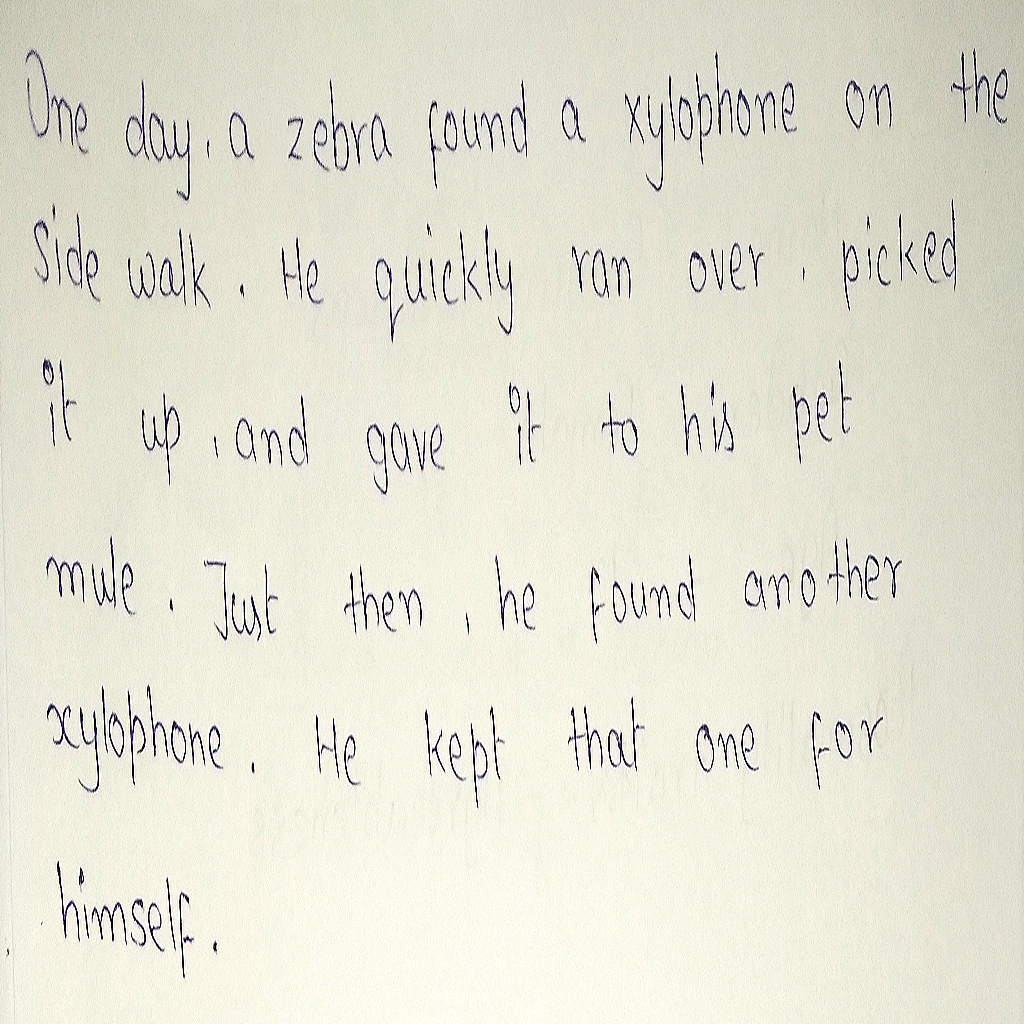 One day, a zebra found a xylophone on the
Side walk. He quickly ran over, picked
it up, and gave it to his pet
mule. Just then, he found another
xylophone. He kept that one for
himself.